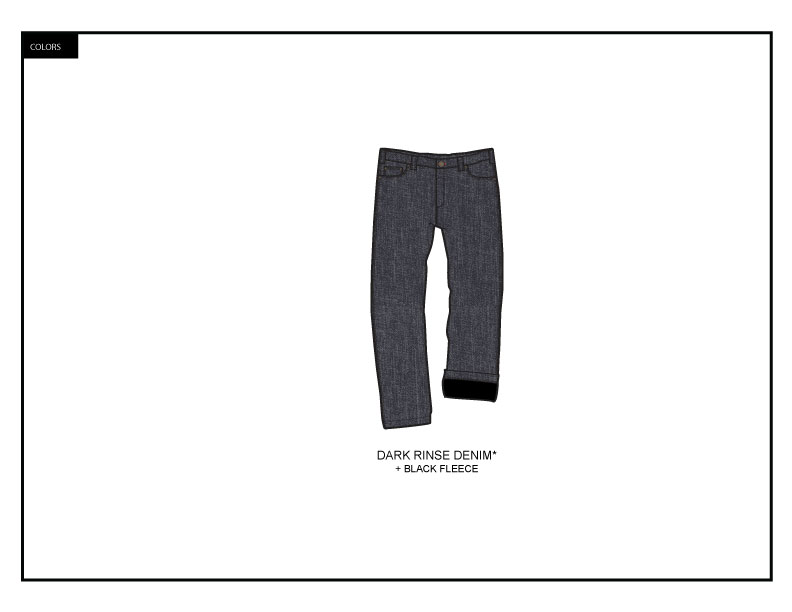 COLORS
DARK RINSE DENIM*
+ BLACK FLEECE